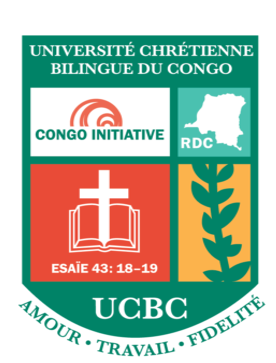 UNIVERSITÉ CHRÉTIENNE
BILINGUE DU CONGO
CONGO INITIATIVE
RDC
ESAÏE 43: 18-19
UCBC
AMOUR • TRAVAIL • FIDELITÉ